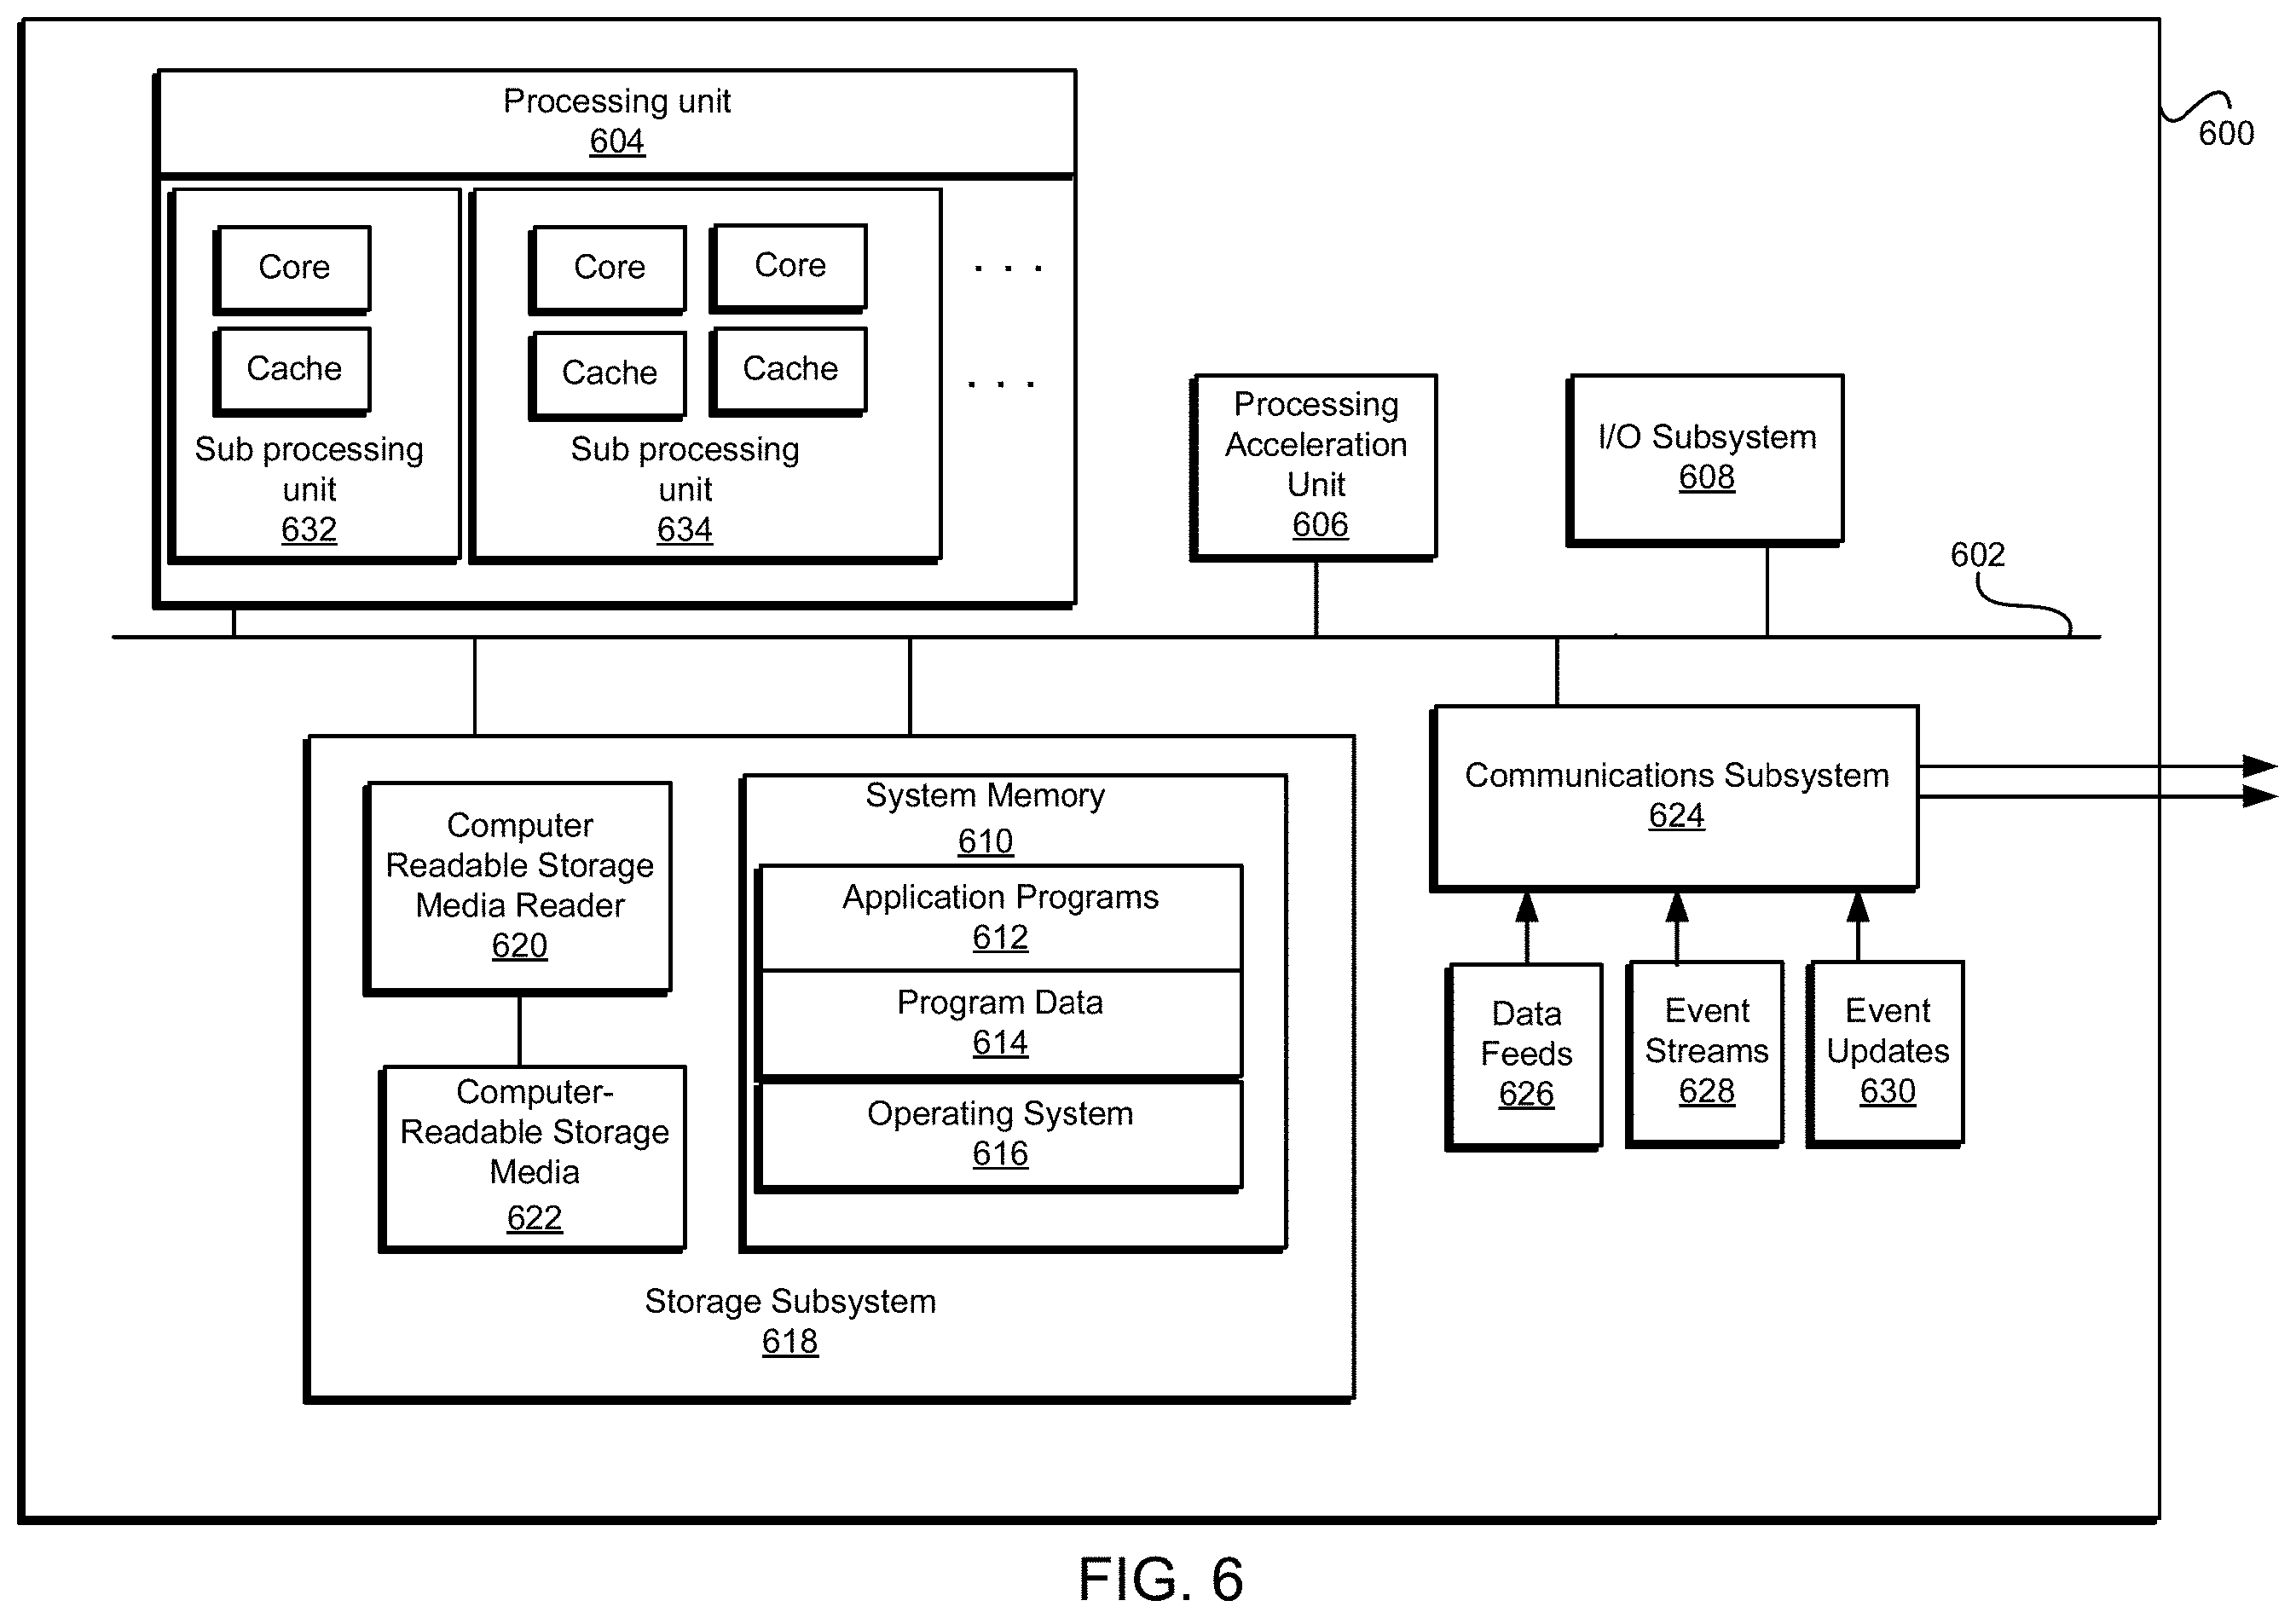 Processing unit
604
600
Core
Cache
Sub processing
unit
632
Core
Core
Cache
Cache
Sub processing
unit
634
. . .
. . .
Processing
Acceleration
Unit
606
I/O Subsystem
608
602
Computer
Readable Storage
Media Reader
620
Computer-
Readable Storage
Media
622
System Memory
610
Application Programs
612
Program Data
614
Operating System
616
Storage Subsystem
618
Communications Subsystem
624
Data
Feeds
626
Event
Streams
628
Event
Updates
630
FIG. 6